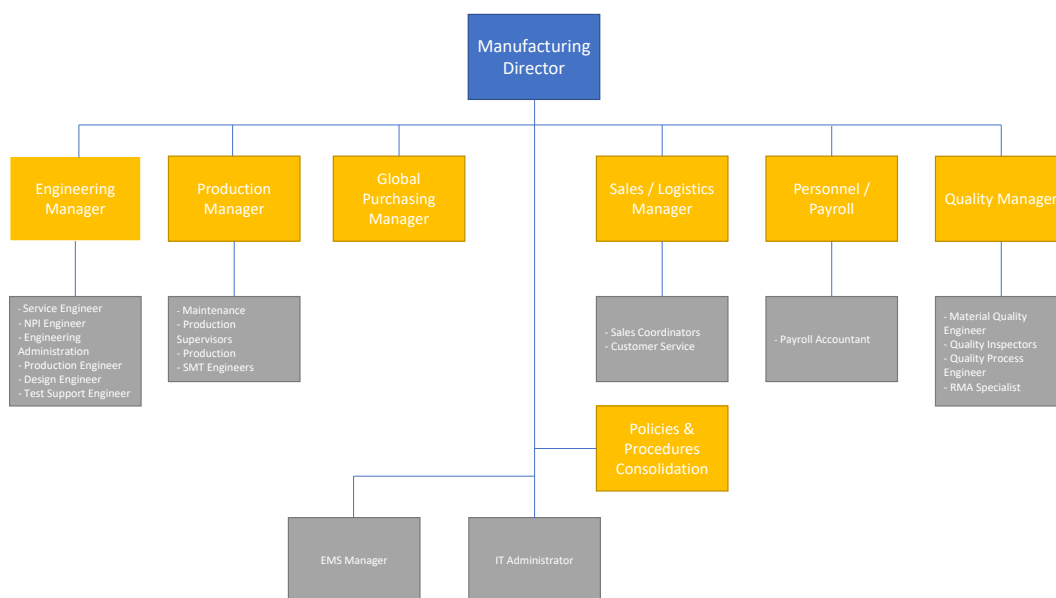 Manufacturing
Director
Engineering
Manager
Production
Manager
Global
Purchasing
Manager
Sales / Logistics
Manager
Personnel /
Payroll
Quality Manager
- Service Engineer
- NPI Engineer
- Engineering
Administration
- Production Engineer
- Design Engineer
- Test Support Engineer
- Maintenance
- Production
Supervisors
- Production
- SMT Engineers
- Sales Coordinators
- Customer Service
- Payroll Accountant
- Material Quality
Engineer
- Quality Inspectors
- Quality Process
Engineer
- RMA Specialist
Policies &
Procedures
Consolidation
EMS Manager
IT Administrator